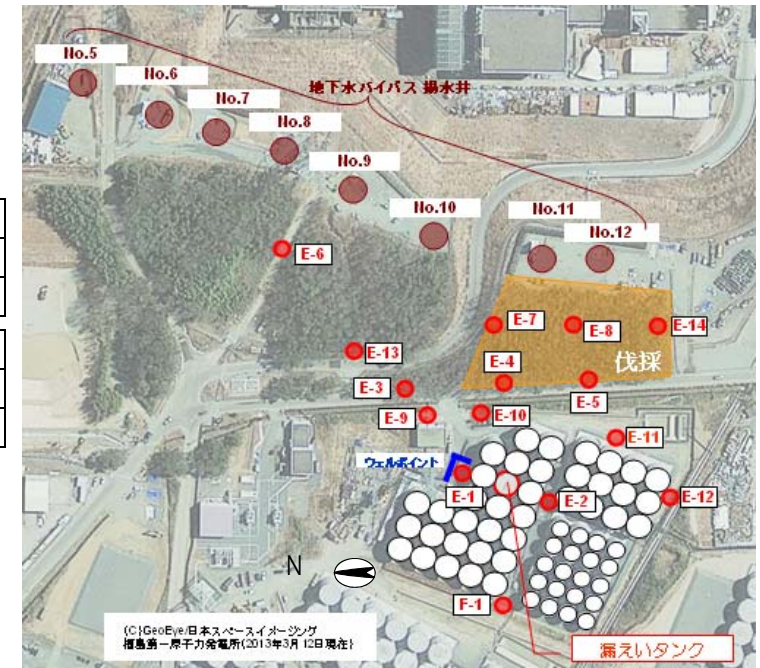 No.5
No.6
No.7
地下水バイパス 揚水井
No.8
No.9
No.10
No.11
No.12
E-6
E-7
E-8
E-14
E-13
伐採
E-4
E-5
E-3
E-9
E-10
E-11
ウェルポイント
E-1
E-2
E-12
N
F-1
(C)GeoEye/日本スペースイメージング
福島第一原子力発電所(2013年3月12日現在)
漏えいタンク